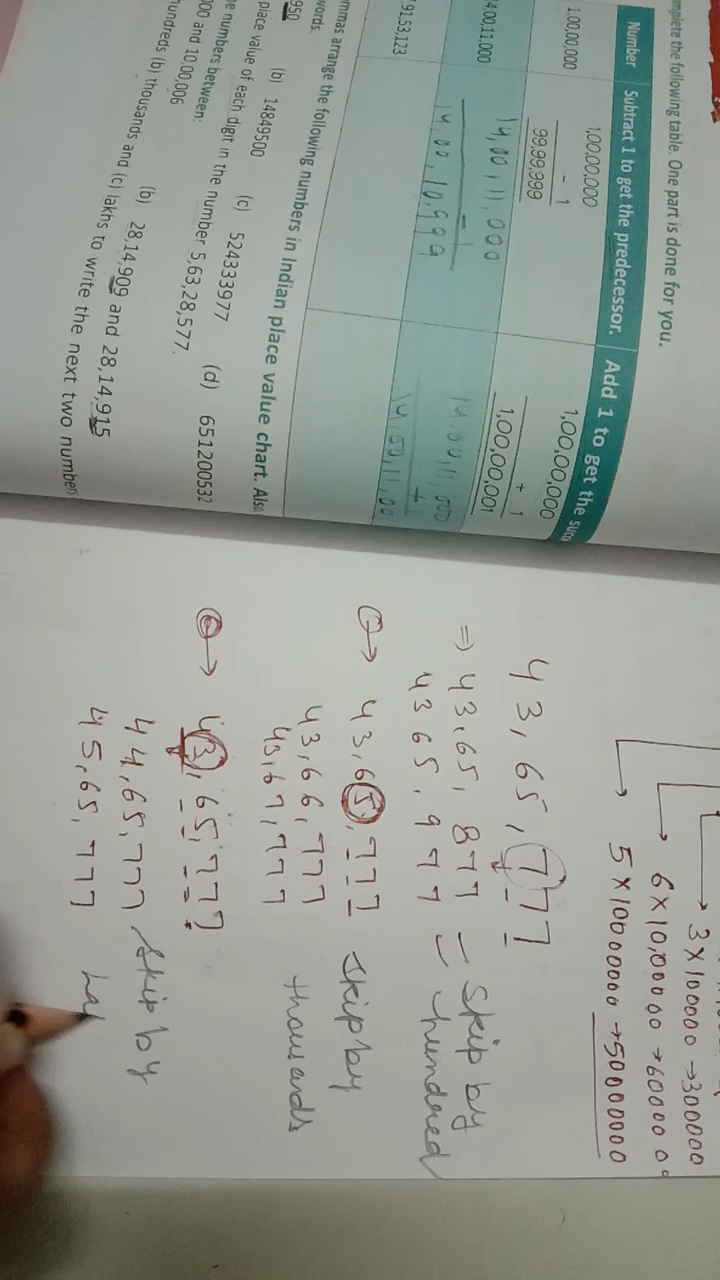 mplete the following table. One part is done for you.
Number Subtract 1 to get the predecessor. Add 1 to get the
1,00,00,000 1,00,00,000 1,00,00,000
- 1 + 1
99,99,999 1,00,00,001
4,00,11,000 14,00,11,000 14,00,11,000
- 1 +
14,00,10,999 14,00,11,00
,91,53,123
mmas arrange the following numbers in Indian place value chart. Also
words.
950 (b) 14849500 (c) 524333977 (d) 651200532
place value of each digit in the number 5,63,28,577.
e numbers between:
000 and 10,00,006 (b) 28,14,909 and 28,14,915
hundreds (b) thousands and (c) lakhs to write the next two numbers
3 X 100000 → 300000
6 X 10,00000
5 X 10000000 → 50000000
43,65,777
⇒ 43,65,877 = skip by
43 65,977 hundred
43,65,777 skip by
43,66,777 thousands
43,67,777
43,65,777
44,65,777 skip by
45,65,777